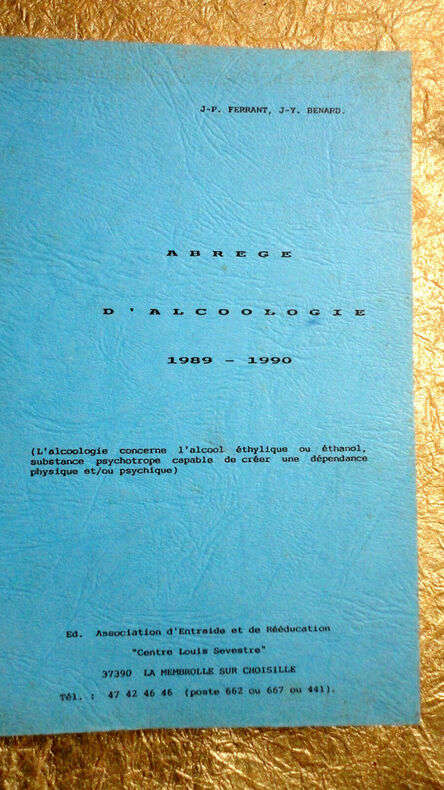 J-P. FERRANT, J-Y. BENARD.
ABREGE
D'ALCOOLOGIE
1989 - 1990
(L'alcoologie concerne l'alcool éthylique ou éthanol,
substance psychotrope capable de créer une dépendance
physique et/ou psychique)
Ed. Association d'Entraide et de Rééducation
"Centre Louis Sevestre"
37390 LA MEMBROLLE SUR CHOISILLE
Tél. : 47 42 46 46 (poste 662 ou 667 ou 441).